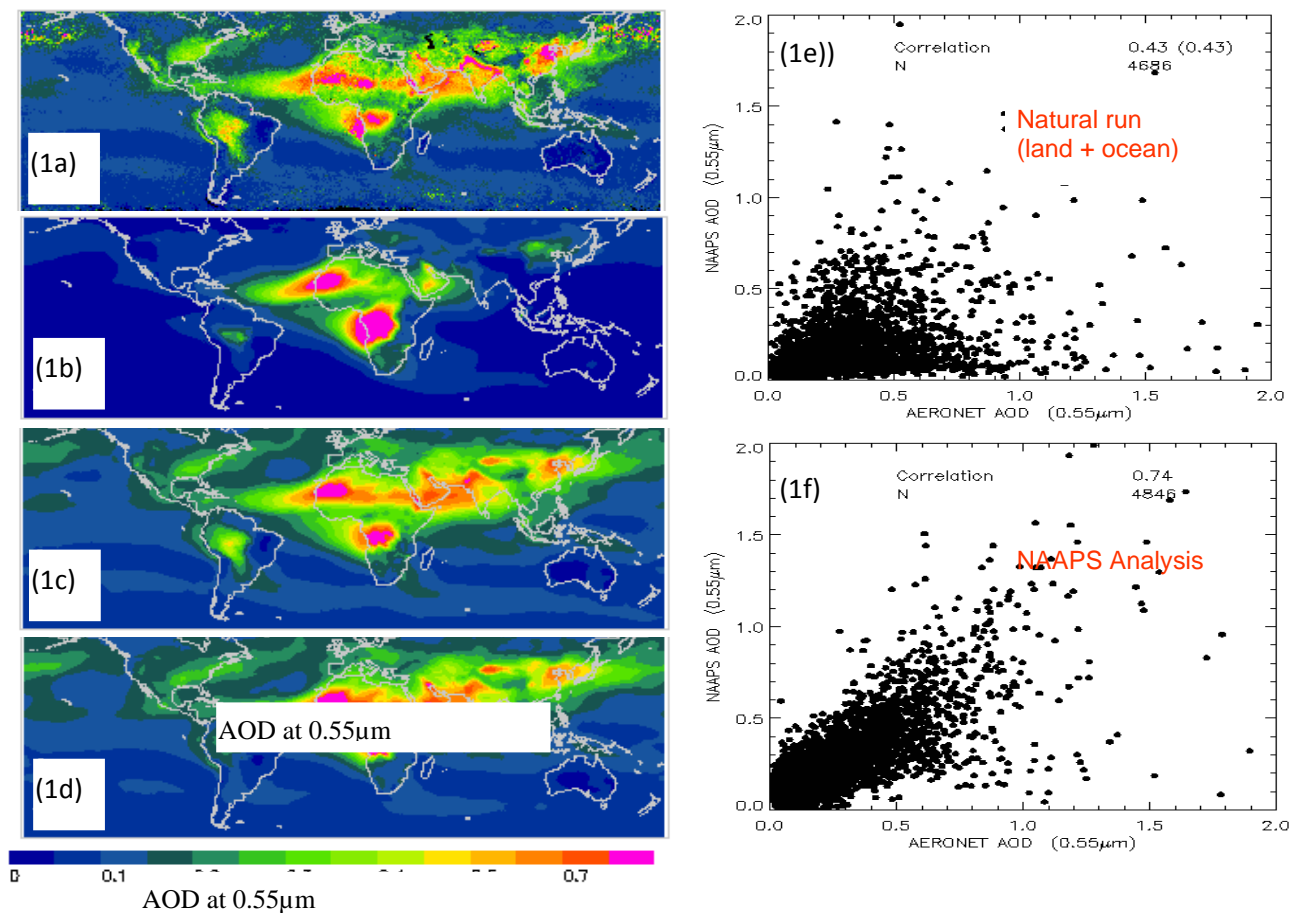 (1a)
(1b)
(1c)
(1d)
AOD at 0.55µm
0 0.1 0.7
AOD at 0.55µm
(1e))
2.0
1.5
1.0
0.5
0.0
Correlation 0.43 (0.43)
N 4686
Natural run
(land + ocean)
NAAPS AOD (0.55µm)
0.0 0.5 1.0 1.5 2.0
AERONET AOD (0.55µm)
(1f)
2.0
1.5
1.0
0.5
0.0
Correlation 0.74
N 4846
NAAPS Analysis
NAAPS AOD (0.55µm)
0.0 0.5 1.0 1.5 2.0
AERONET AOD (0.55µm)